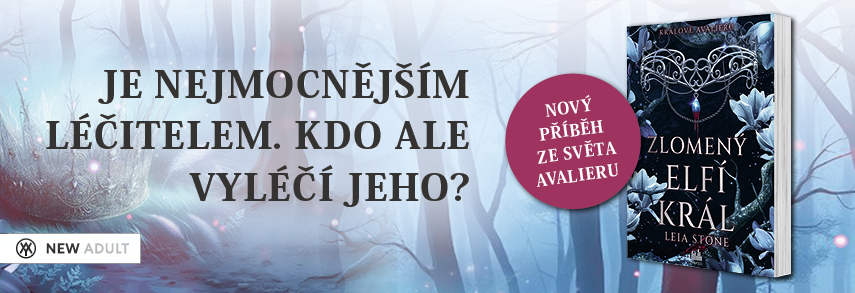 JE NEJMOCNĚJŠÍM
LÉČITELEM. KDO ALE
VYLÉČÍ JEHO?
NOVÝ
PŘÍBĚH
ZE SVĚTA
AVALIERU
KRÁLOVÉ AVALIERU
ZLOMENÝ
ELFÍ
KRÁL
LEIA STONE
NEW ADULT